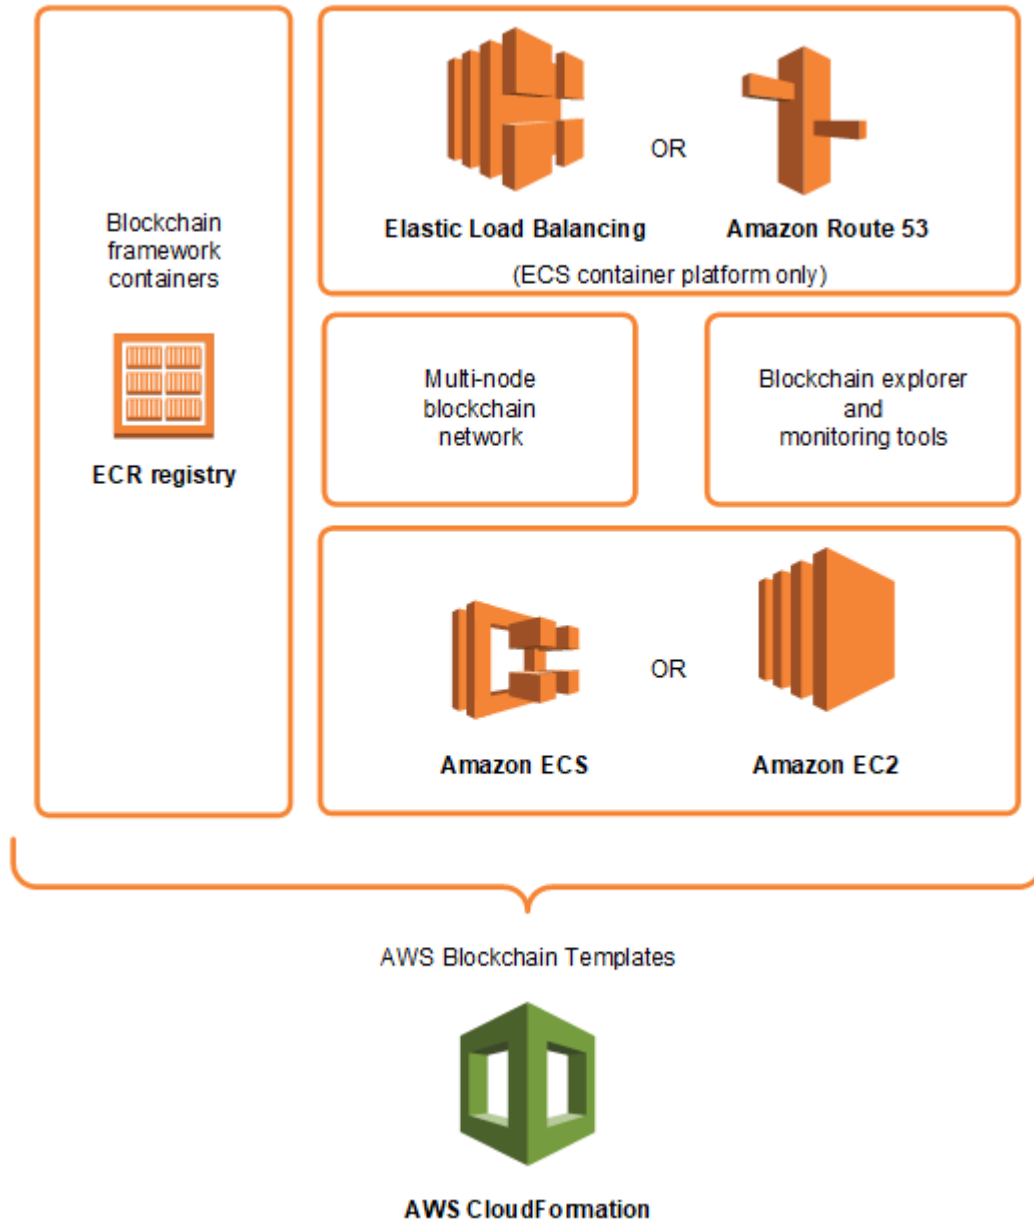 Blockchain
framework
containers
ECR registry
OR
Elastic Load Balancing
Amazon Route 53
(ECS container platform only)
Multi-node
blockchain
network
Blockchain explorer
and
monitoring tools
OR
Amazon ECS
Amazon EC2
AWS Blockchain Templates
AWS CloudFormation